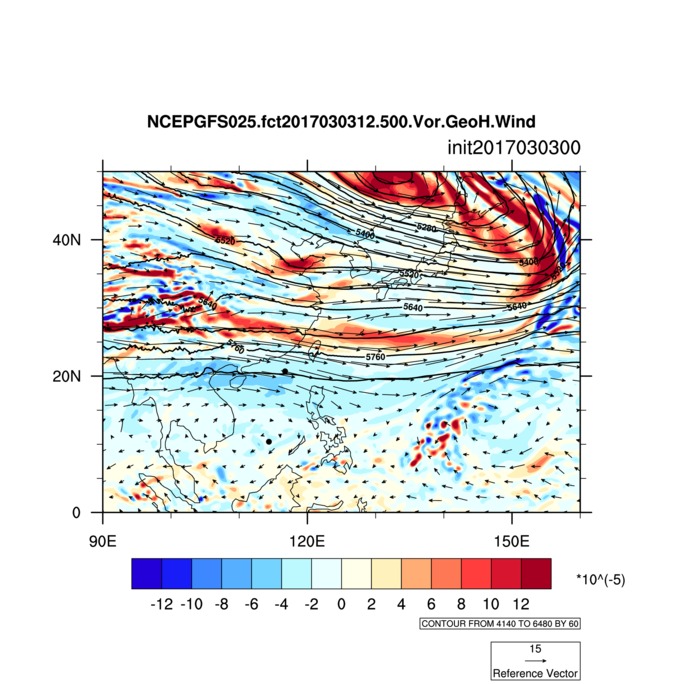 NCEPGFS025.fct2017030312.500.Vor.GeoH.Wind
init2017030300
40N
20N
0
5280
5400
5520
5400
5520
5640
5640
5640
5760
5760
90E 120E 150E
-12 -10 -8 -6 -4 -2 0 2 4 6 8 10 12
*10^(-5)
CONTOUR FROM 4140 TO 6480 BY 60
15
Reference Vector